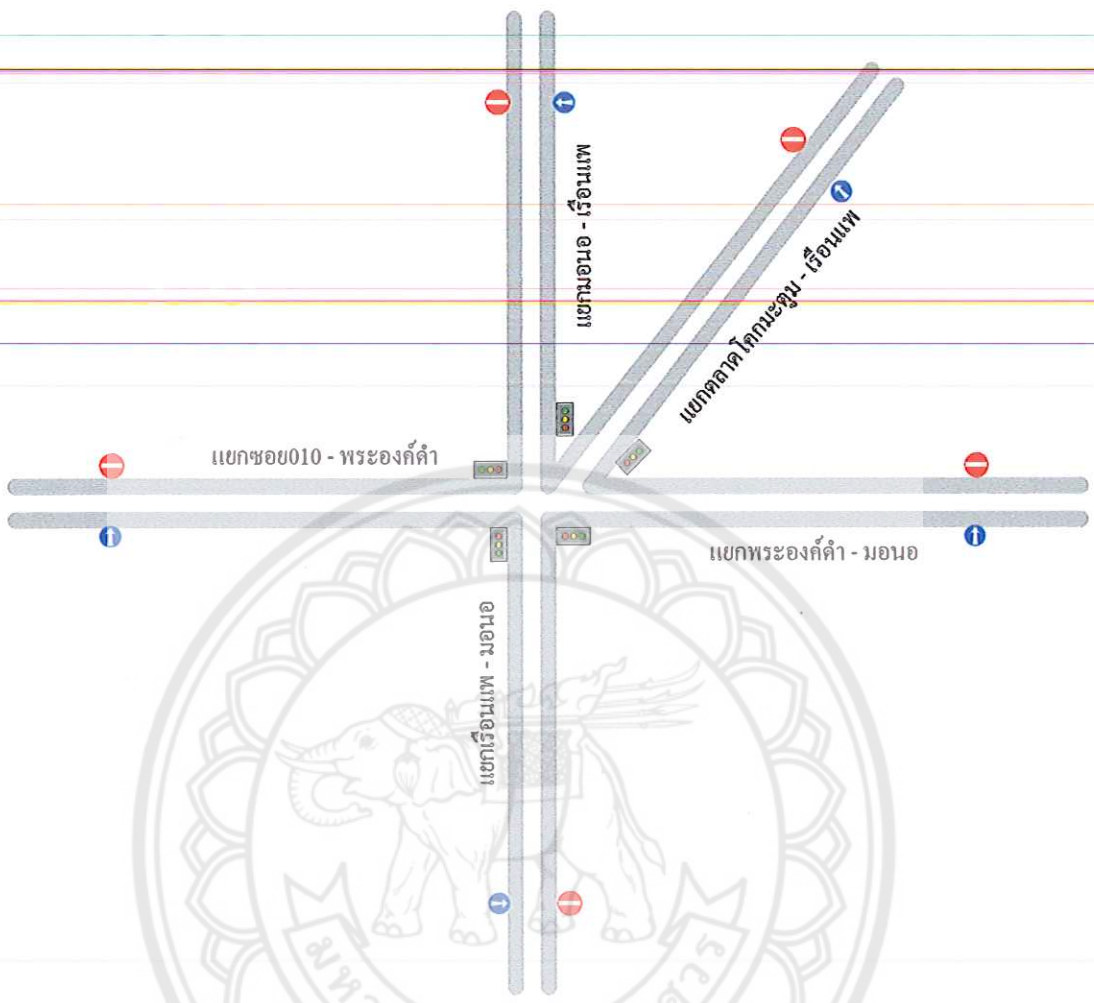 แยกมอนอ - เรือนแพ
แยกตลาดโคกมะตูม - เรือนแพ
แยกซอย010 - พระองค์ดำ
แยกพระองค์ดำ - มอนอ
แยกเรือนแพ - มอนอ